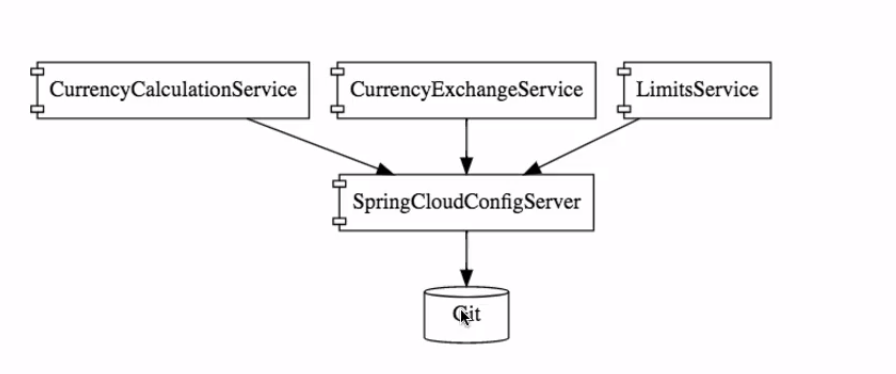 CurrencyCalculationService
CurrencyExchangeService
LimitsService
SpringCloudConfigServer
Git